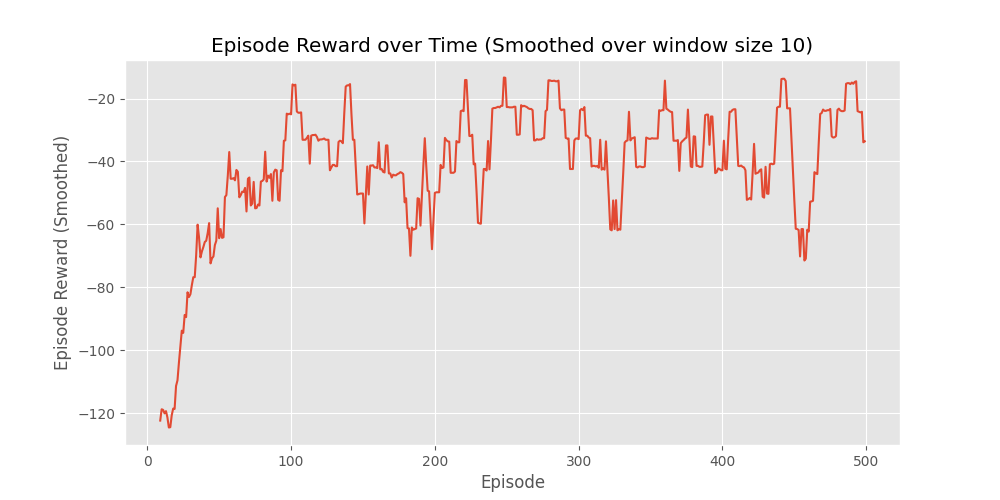 Episode Reward over Time (Smoothed over window size 10)
Episode Reward (Smoothed)
−20
−40
−60
−80
−100
−120
0 100 200 300 400 500
Episode